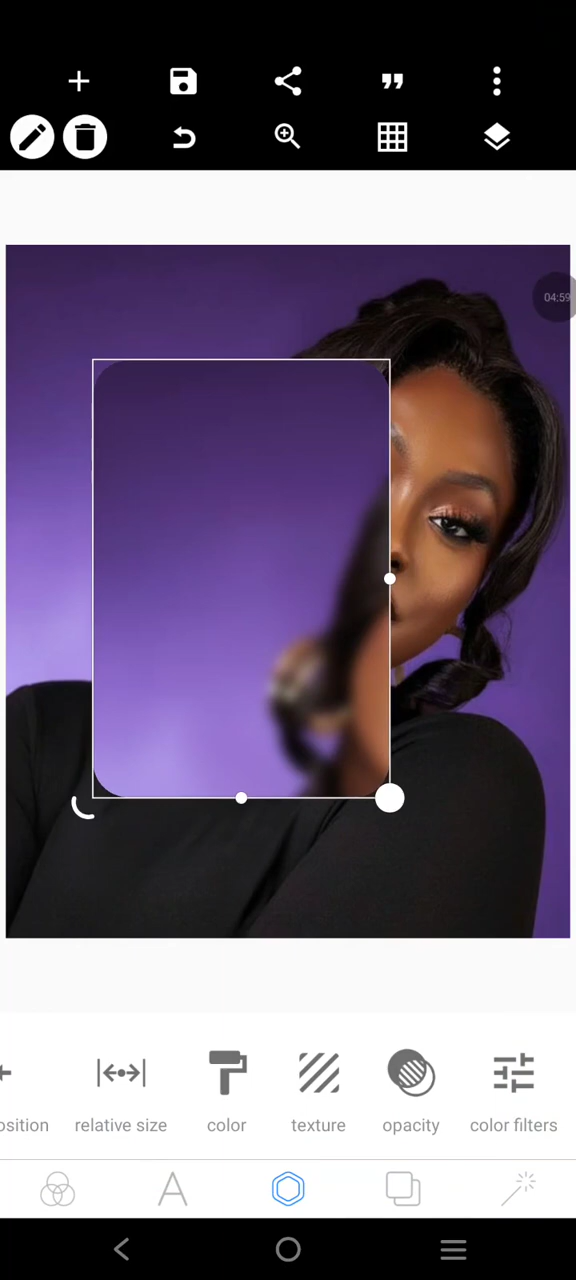 04:59
osition
relative size
color
texture
opacity
color filters